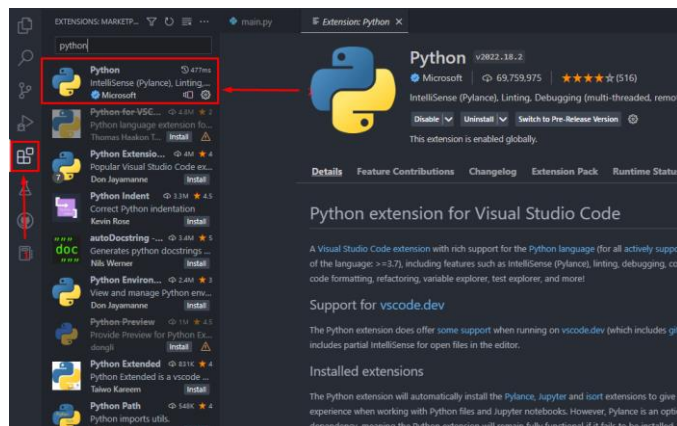 EXTENSIONS: MARKETP...
python
Python 477ms
IntelliSense (Pylance), Linting,...
Microsoft
Python for VSC... 4.8M 2
Python language extension fo...
Thomas Haakon T... Install
Python Extensio... 4M 4
Popular Visual Studio Code ex...
7 Don Jayamanne Install
Python Indent 3.3M 4.5
Correct Python indentation
Kevin Rose Install
autoDocstring -... 3.4M 5
doc
Generates python docstrings ...
Nils Werner Install
Python Environ... 2.4M 3
View and manage Python env...
Don Jayamanne Install
Python Preview 1M 4.5
Provide Preview for Python Ex...
dongli Install
Python Extended 831K 4
Python Extended is a vscode ...
Taiwo Kareem Install
Python Path 548K 4
Python imports utils.
main.py Extension: Python
Python v2022.18.2
Microsoft 69,759,975 (516)
IntelliSense (Pylance), Linting, Debugging (multi-threaded, remo
Disable Uninstall Switch to Pre-Release Version
This extension is enabled globally.
Details Feature Contributions Changelog Extension Pack Runtime Statu
Python extension for Visual Studio Code
A Visual Studio Code extension with rich support for the Python language (for all actively suppo
of the language: >=3.7), including features such as IntelliSense (Pylance), linting, debugging, co
code formatting, refactoring, variable explorer, test explorer, and more!
Support for vscode.dev
The Python extension does offer some support when running on vscode.dev (which includes gi
includes partial IntelliSense for open files in the editor.
Installed extensions
The Python extension will automatically install the Pylance, Jupyter and isort extensions to give
experience when working with Python files and Jupyter notebooks. However, Pylance is an opti